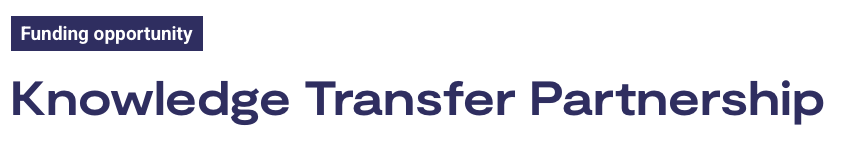 Funding opportunity
Knowledge Transfer Partnership